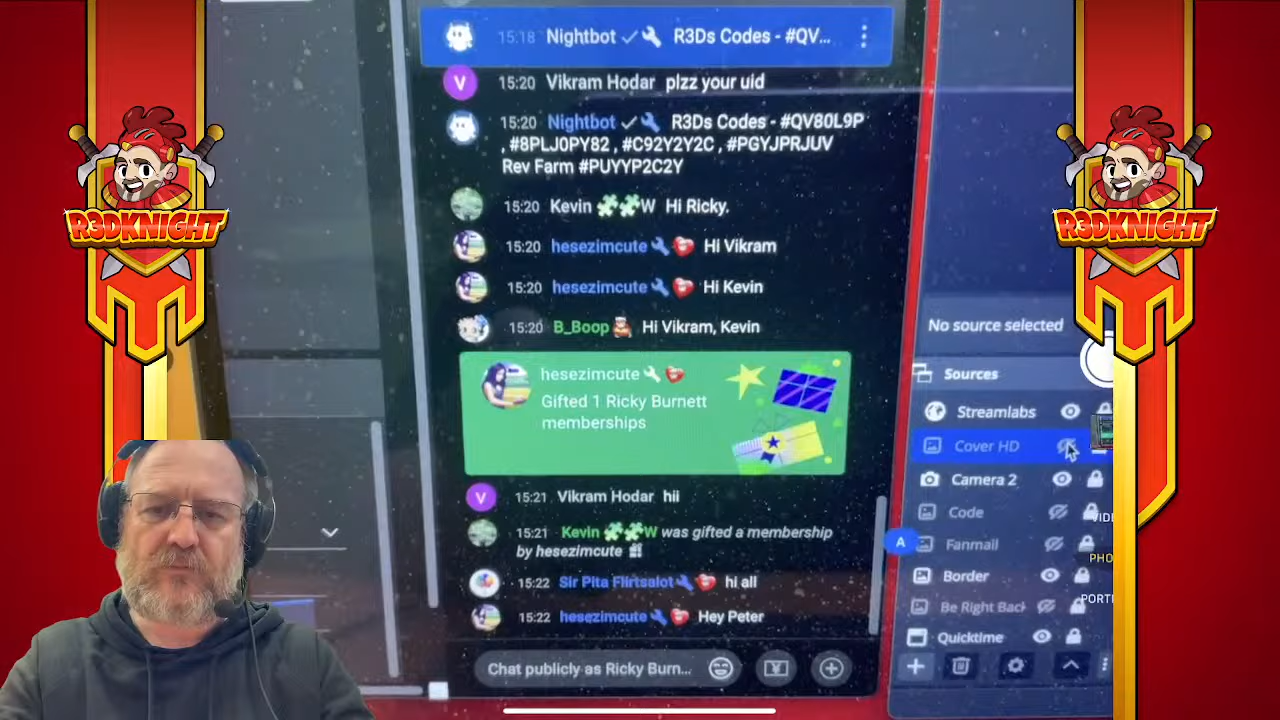 15:18 Nightbot R3Ds Codes - #QV...
15:20 Vikram Hodar plzz your uid
15:20 Nightbot R3Ds Codes - #QV80L9P
, #8PLJ0PY82 , #C92Y2Y2C , #PGYJPRJUV
Rev Farm #PUYYP2C2Y
15:20 Kevin W Hi Ricky.
15:20 hesezimcute Hi Vikram
15:20 hesezimcute Hi Kevin
15:20 B_Boop Hi Vikram, Kevin
hesezimcute
Gifted 1 Ricky Burnett
memberships
V 15:21 Vikram Hodar hii
15:21 Kevin W was gifted a membership
by hesezimcute
15:22 Sir Pita Flirtsalot hi all
15:22 hesezimcute Hey Peter
Chat publicly as Ricky Burn...
R3DKNIGHT
R3DKNIGHT
No source selected
Sources
Streamlabs
Cover HD
Camera 2
Code
Fanmail
Border
Be Right Back
Quicktime
A
VIDE
PHO
PORT
V